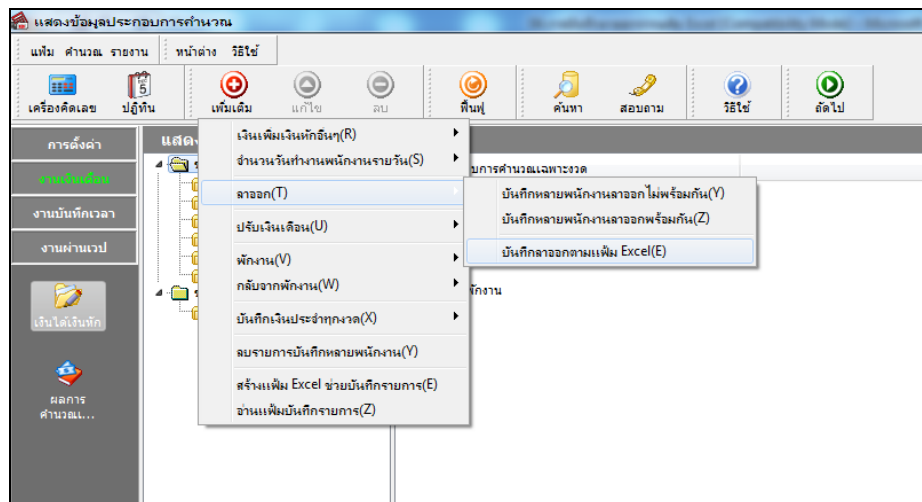 แสดงข้อมูลประกอบการคำนวณ
แฟ้ม คำนวณ รายงาน หน้าต่าง วิธีใช้
เครื่องคิดเลข ปฏิทิน เพิ่มเติม แก้ไข ลบ ฟื้นฟู ค้นหา สอบถาม วิธีใช้ ถัดไป
5
การตั้งค่า
งานเงินเดือน
งานบันทึกเวลา
งานผ่านเวป
เงินได้เงินหัก
ผลการ
คำนวณ...
แสดง
เงินเพิ่มเงินหักอื่นๆ(R)
จำนวนวันทำงานพนักงานรายวัน(S)
ลาออก(T)
ปรับเงินเดือน(U)
พักงาน(V)
กลับจากพักงาน(W)
บันทึกเงินประจำทุกงวด(X)
ลบรายการบันทึกหลายพนักงาน(Y)
สร้างแฟ้ม Excel ช่วยบันทึกรายการ(E)
อ่านแฟ้มบันทึกรายการ(Z)
บการคำนวณเฉพาะงวด
บันทึกหลายพนักงานลาออกไม่พร้อมกัน(Y)
บันทึกหลายพนักงานลาออกพร้อมกัน(Z)
บันทึกลาออกตามแฟ้ม Excel(E)
พักงาน